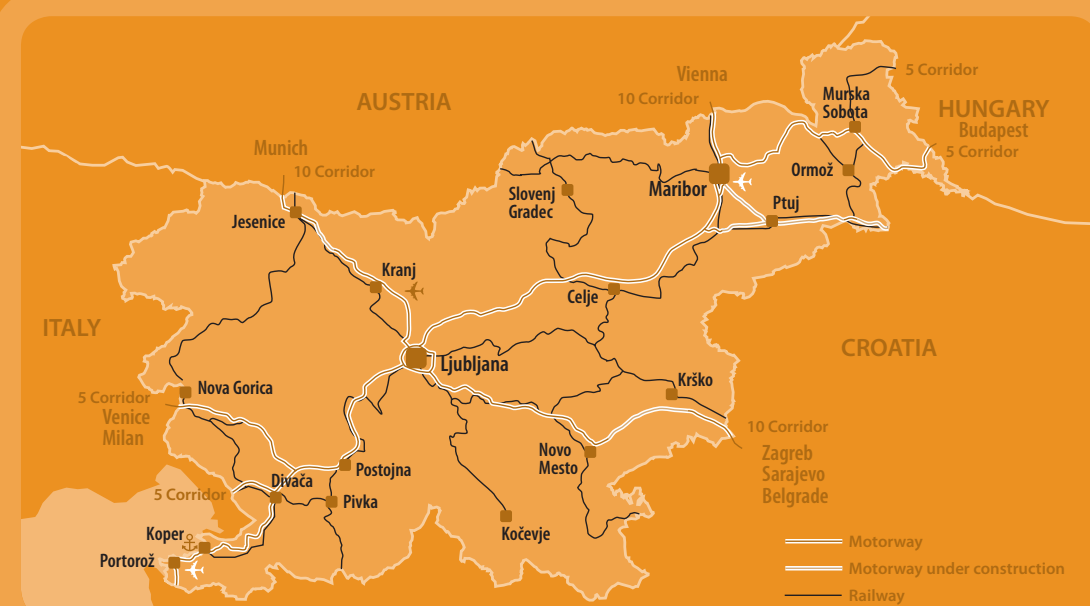 5 Corridor
Vienna
10 Corridor
AUSTRIA
Murska
Sobota
HUNGARY
Budapest
5 Corridor
Munich
10 Corridor
Ormož
Maribor
Slovenj
Gradec
Ptuj
Jesenice
Kranj
Celje
ITALY
CROATIA
Ljubljana
Krško
Nova Gorica
5 Corridor
Venice
Milan
10 Corridor
Zagreb
Sarajevo
Belgrade
Novo
Mesto
Postojna
Divača
5 Corridor
Pivka
Koper
Kočevje
Portorož
Motorway
Motorway under construction
Railway